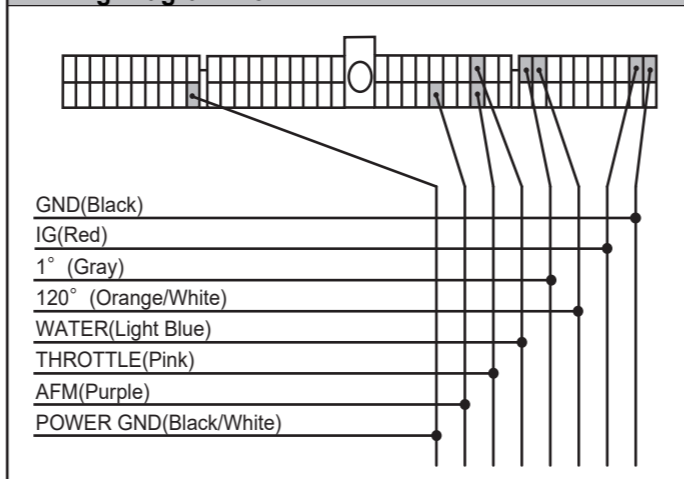 GND(Black)
IG(Red)
1° (Gray)
120° (Orange/White)
WATER(Light Blue)
THROTTLE(Pink)
AFM(Purple)
POWER GND(Black/White)